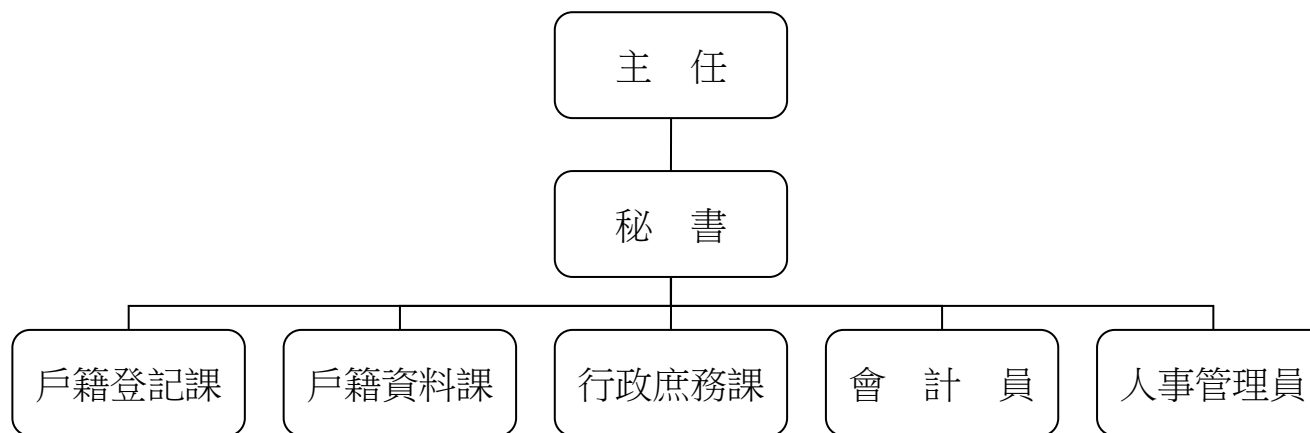 主　任
秘　書
戶籍登記課
戶籍資料課
行政庶務課
會　計　員
人事管理員